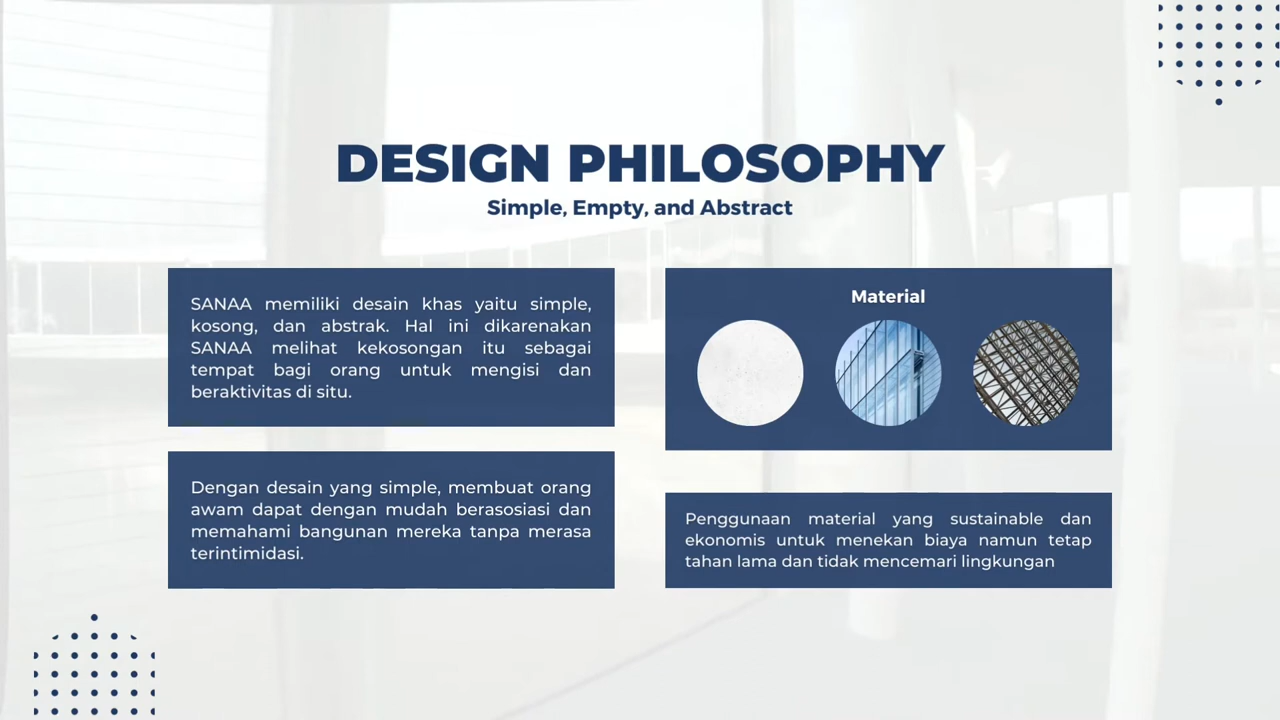 DESIGN PHILOSOPHY
Simple, Empty, and Abstract
SANAA memiliki desain khas yaitu simple,
kosong, dan abstrak. Hal ini dikarenakan
SANAA melihat kekosongan itu sebagai
tempat bagi orang untuk mengisi dan
beraktivitas di situ.
Dengan desain yang simple, membuat orang
awam dapat dengan mudah berasosiasi dan
memahami bangunan mereka tanpa merasa
terintimidasi.
Material
Penggunaan material yang sustainable dan
ekonomis untuk menekan biaya namun tetap
tahan lama dan tidak mencemari lingkungan